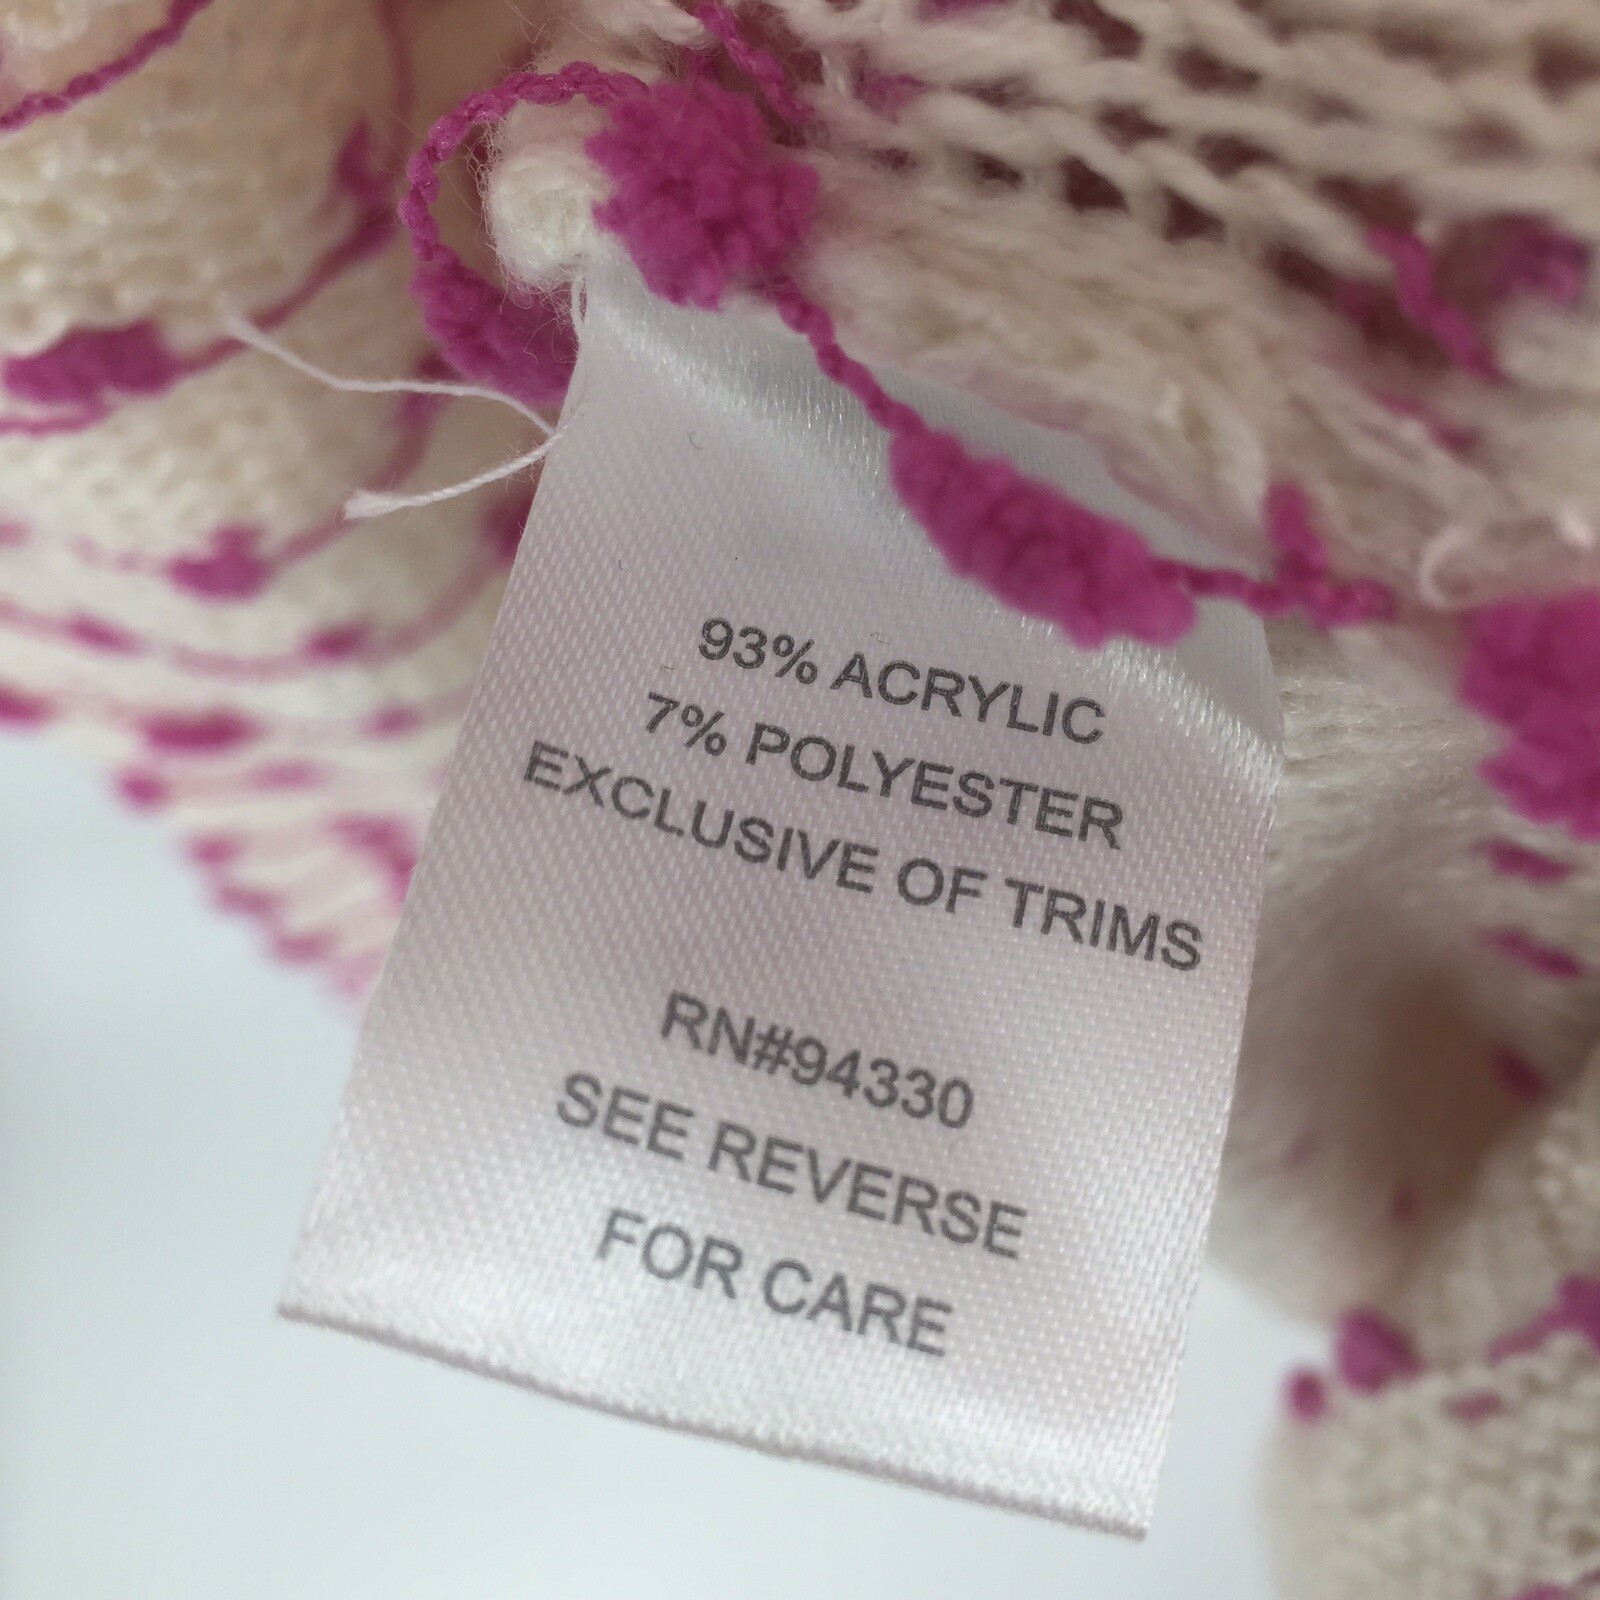 93% ACRYLIC
7% POLYESTER
EXCLUSIVE OF TRIMS
RN#94330
SEE REVERSE
FOR CARE